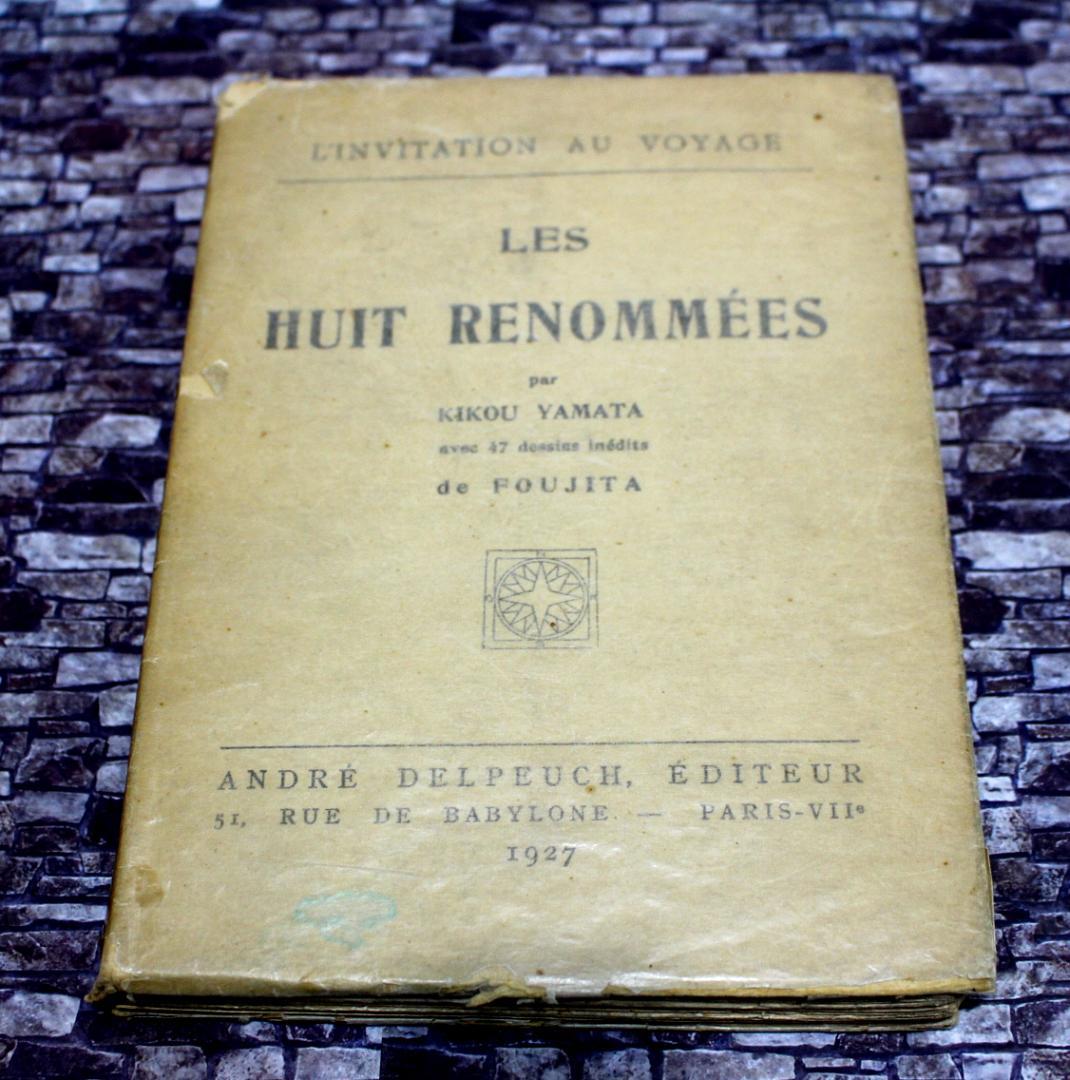 L'INVITATION AU VOYAGE
LES
HUIT RENOMMÉES
par
KIKOU YAMATA
avec 47 dessins inédits
de FOUJITA
ANDRÉ DELPEUCH, ÉDITEUR
51, RUE DE BABYLONE. — PARIS-VIIe
1927